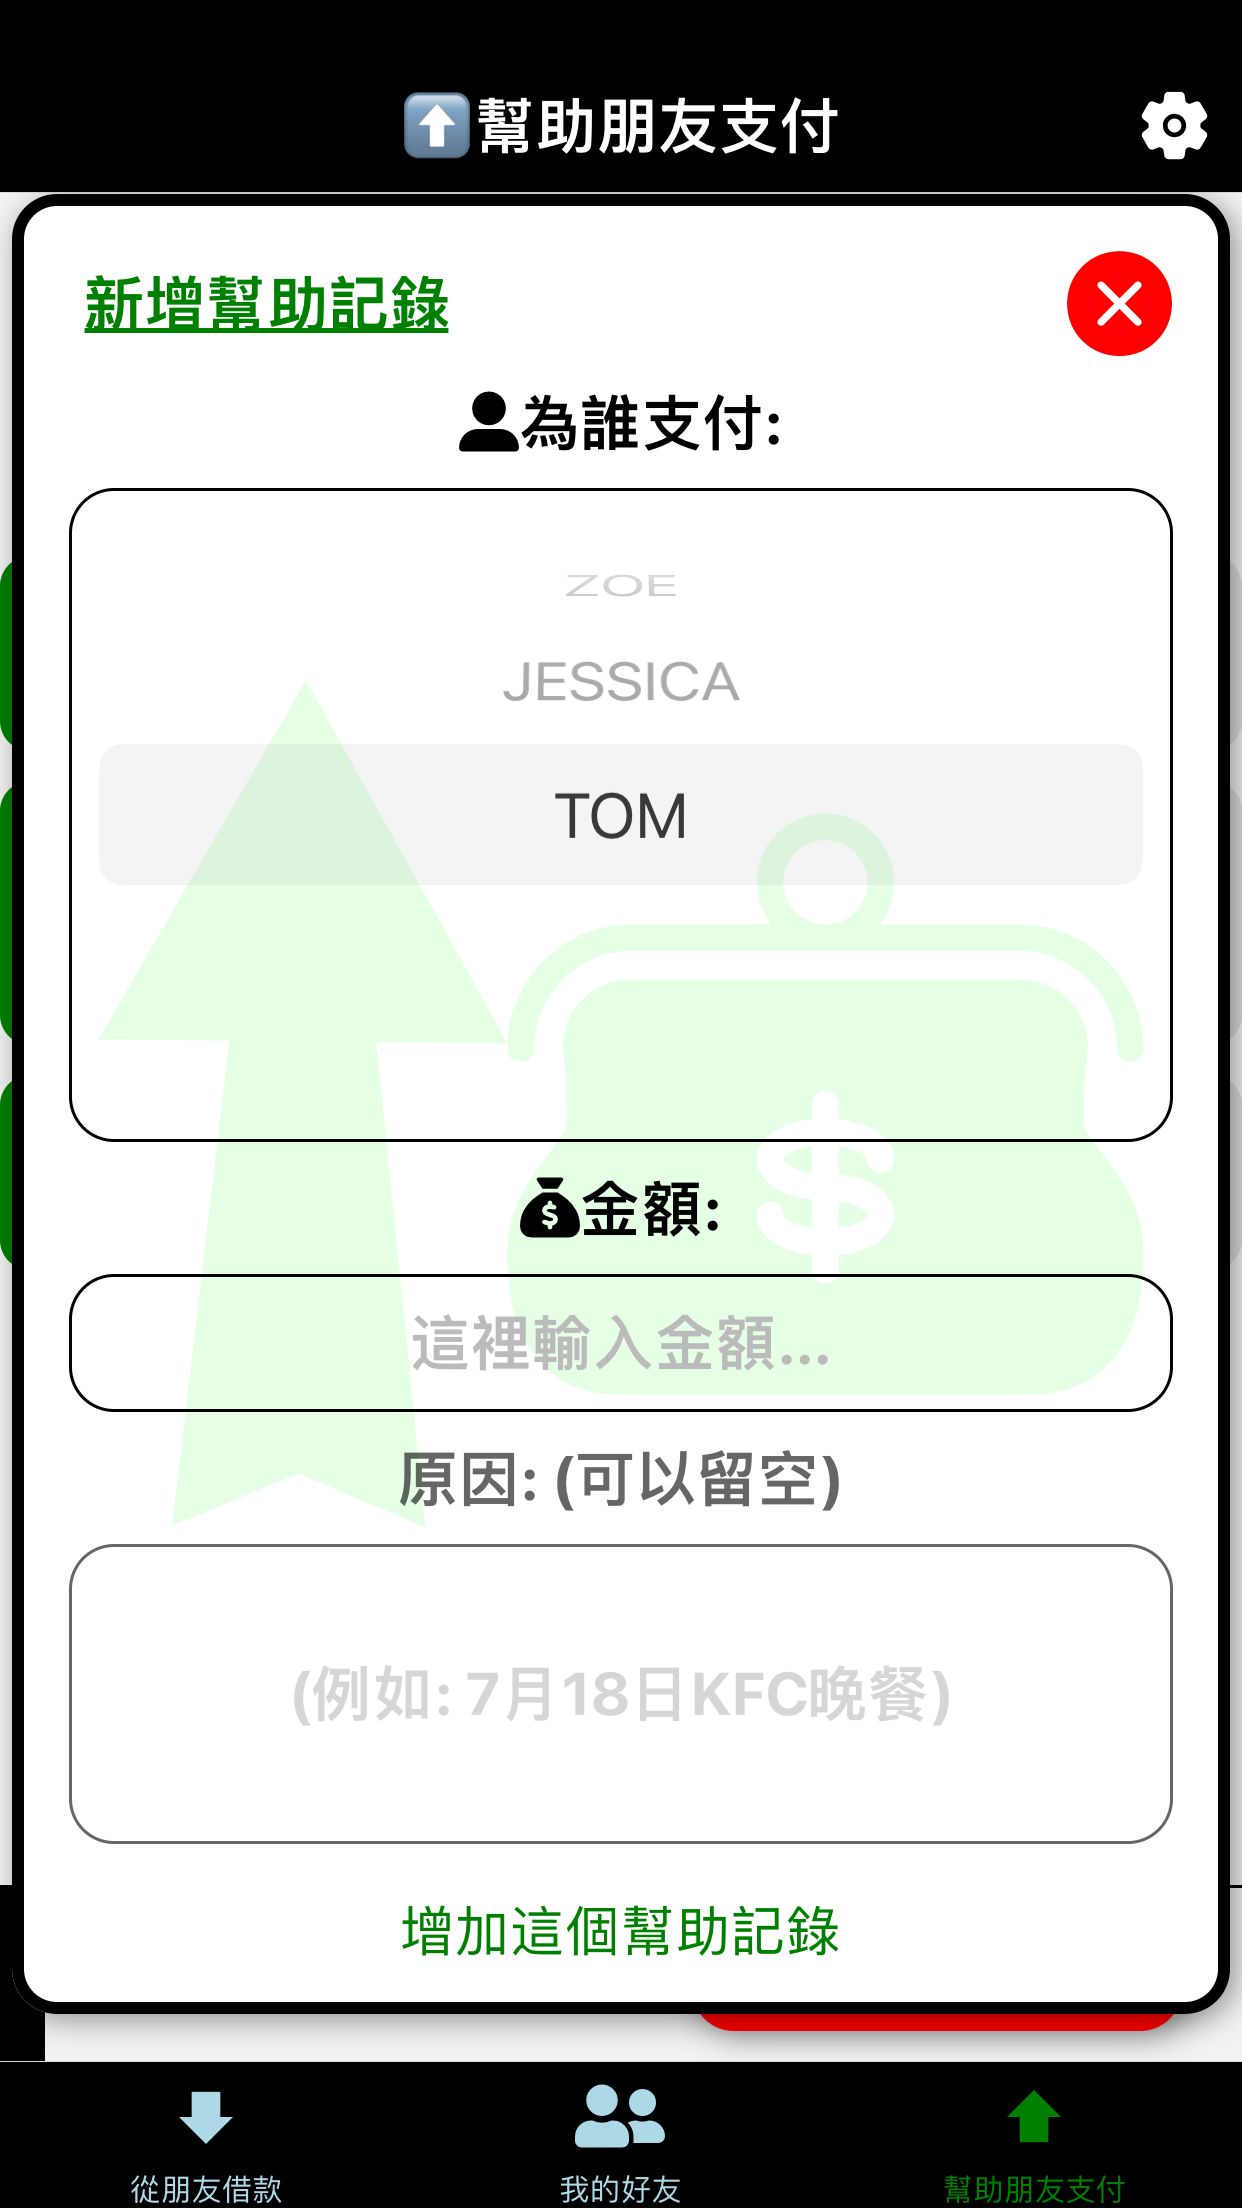 幫助朋友支付
新增幫助記錄
為誰支付:
ZOE
JESSICA
TOM
$
金額:
這裡輸入金額...
原因: (可以留空)
(例如: 7月18日KFC晚餐)
增加這個幫助記錄
從朋友借款
我的好友
幫助朋友支付